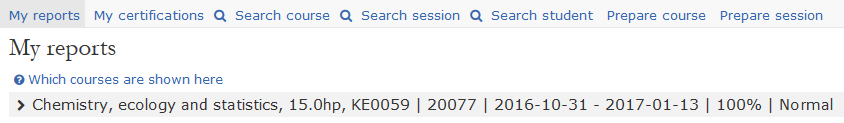 My reports My certifications Search course Search session Search student Prepare course Prepare session
My reports
Which courses are shown here
Chemistry, ecology and statistics, 15.0hp, KE0059 | 20077 | 2016-10-31 - 2017-01-13 | 100% | Normal